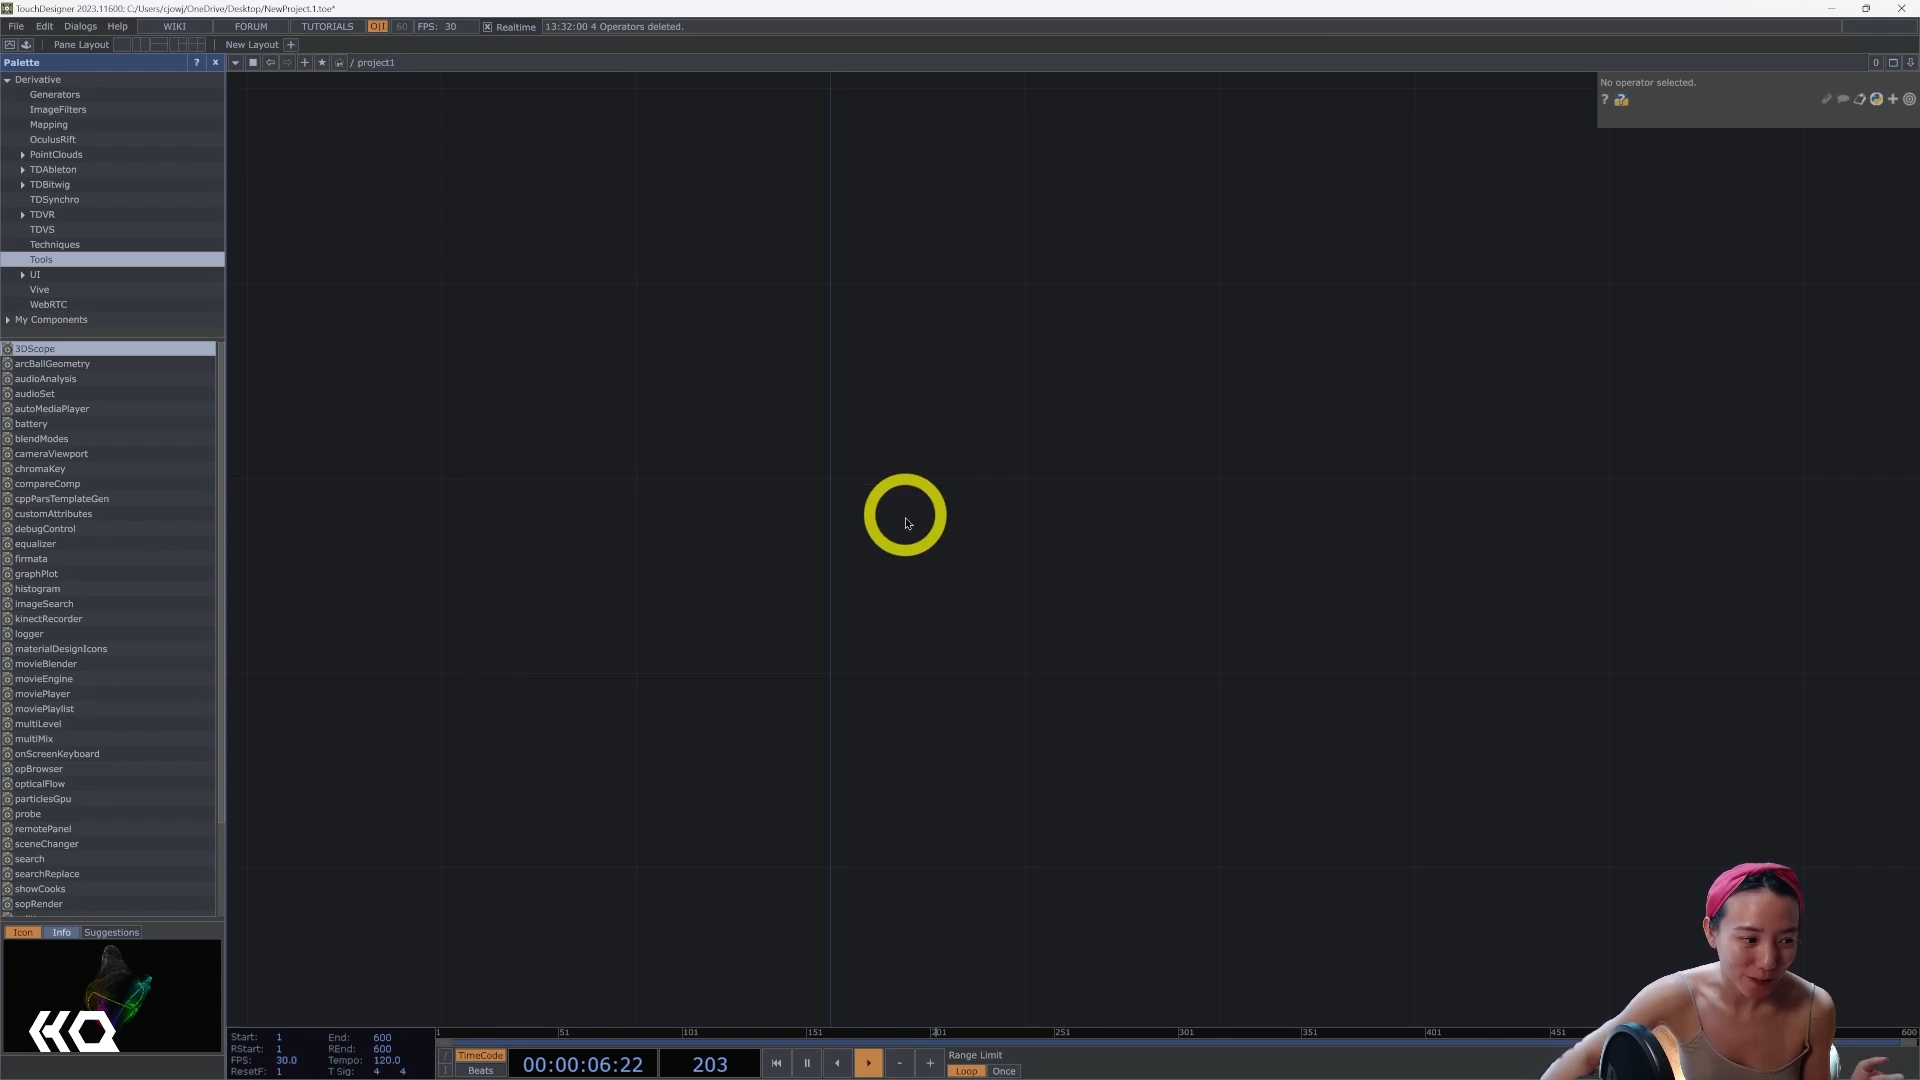 TouchDesigner 2023.11600: C:/Users/cjowj/OneDrive/Desktop/NewProject.1.toe*
File Edit Dialogs Help WIKI FORUM TUTORIALS O|I 60 FPS: 30 Realtime 13:32:00 4 Operators deleted.
Pane Layout New Layout +
Palette ? x / project1 0
No operator selected.
Derivative
Generators
ImageFilters
Mapping
OculusRift
PointClouds
TDAbleton
TDBitwig
TDSynchro
TDVR
TDVS
Techniques
Tools
UI
Vive
WebRTC
My Components
3DScope
arcBallGeometry
audioAnalysis
audioSet
autoMediaPlayer
battery
blendModes
cameraViewport
chromaKey
compareComp
cppParsTemplateGen
customAttributes
debugControl
equalizer
firmata
graphPlot
histogram
imageSearch
kinectRecorder
logger
materialDesignIcons
movieBlender
movieEngine
moviePlayer
moviePlaylist
multiLevel
multiMix
onScreenKeyboard
opBrowser
opticalFlow
particlesGpu
probe
remotePanel
sceneChanger
search
searchReplace
showCooks
sopRender
Icon Info Suggestions
HQ
Start: 1 End: 600
RStart: 1 REnd: 600
FPS: 30.0 Tempo: 120.0
ResetF: 1 T Sig: 4 4
1 51 101 151 201 251 301 351 401 451 600
TimeCode
Beats
00:00:06:22
203
- +
Range Limit
Loop Once